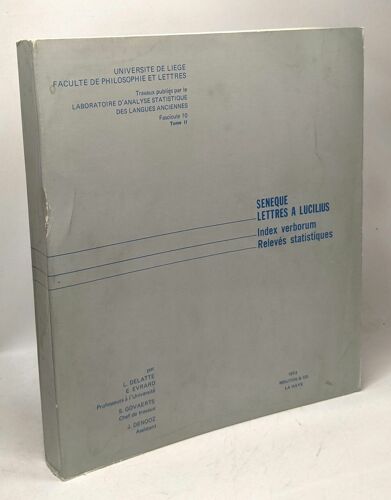 UNIVERSITE DE LIEGE
FACULTE DE PHILOSOPHIE ET LETTRES
Travaux publiés par le
LABORATOIRE D'ANALYSE STATISTIQUE
DES LANGUES ANCIENNES
Fascicule 10
Tome II
SENEQUE
LETTRES A LUCILIUS
Index verborum
Relevés statistiques
par
L. DELATTE
E. EVRARD
Professeurs à l'Université
S. GOVAERTS
Chef de travaux
J. DENOOZ
Assistant
1973
MOUTON & CO
LA HAYE